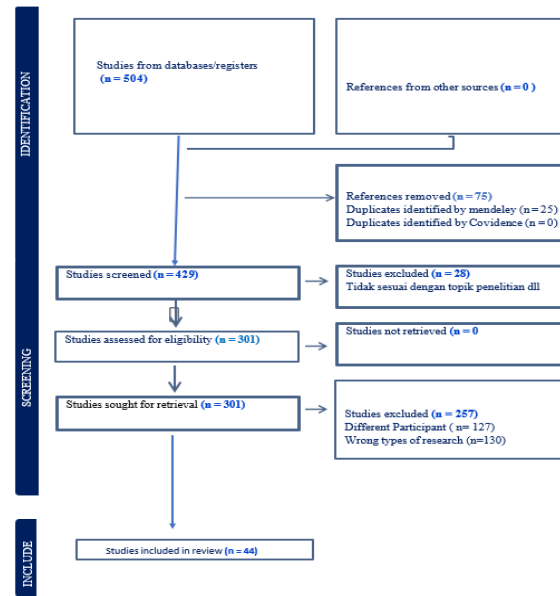 IDENTIFICATION
Studies from databases/registers
(n = 504)
References from other sources (n = 0 )
References removed (n = 75)
Duplicates identified by mendeley (n = 25)
Duplicates identified by Covidence (n = 0)
SCREENING
Studies screened (n = 429)
Studies excluded (n = 28)
Tidak sesuai dengan topik penelitian dll
Studies assessed for eligibility (n = 301)
Studies not retrieved (n = 0
Studies sought for retrieval (n = 301)
Studies excluded (n = 257)
Different Participant ( n= 127)
Wrong types of research (n=130)
INCLUDE
Studies included in review (n = 44)